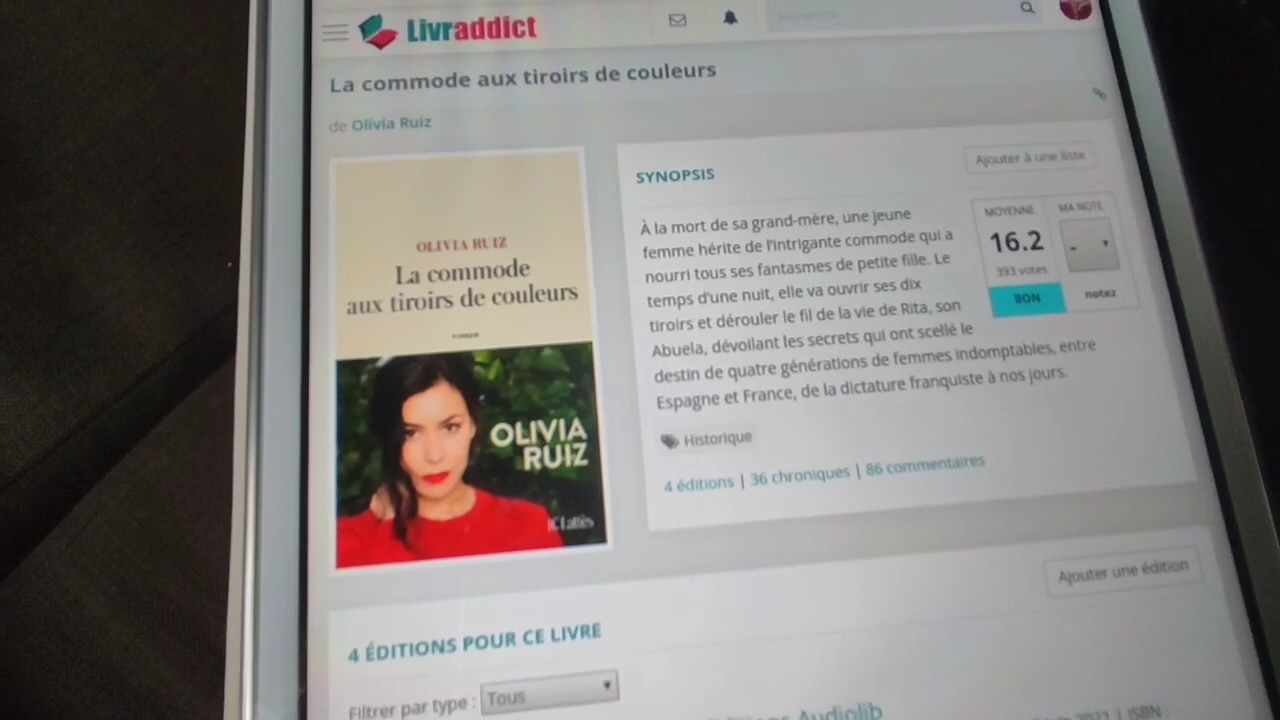 Livraddict
Recherche
La commode aux tiroirs de couleurs
de Olivia Ruiz
OLIVIA RUIZ
La commode
aux tiroirs de couleurs
OLIVIA
RUIZ
JC Lattès
SYNOPSIS
Ajouter à une liste
À la mort de sa grand-mère, une jeune
femme hérite de l'intrigante commode qui a
nourri tous ses fantasmes de petite fille. Le
temps d'une nuit, elle va ouvrir ses dix
tiroirs et dérouler le fil de la vie de Rita, son
Abuela, dévoilant les secrets qui ont scellé le
destin de quatre générations de femmes indomptables, entre
Espagne et France, de la dictature franquiste à nos jours.
MOYENNE
16.2
393 votes
BON
MA NOTE
-
notez
Historique
4 éditions | 36 chroniques | 86 commentaires
Ajouter une édition
4 ÉDITIONS POUR CE LIVRE
Filtrer par type : Tous
Audiolib
2021 | ISBN :